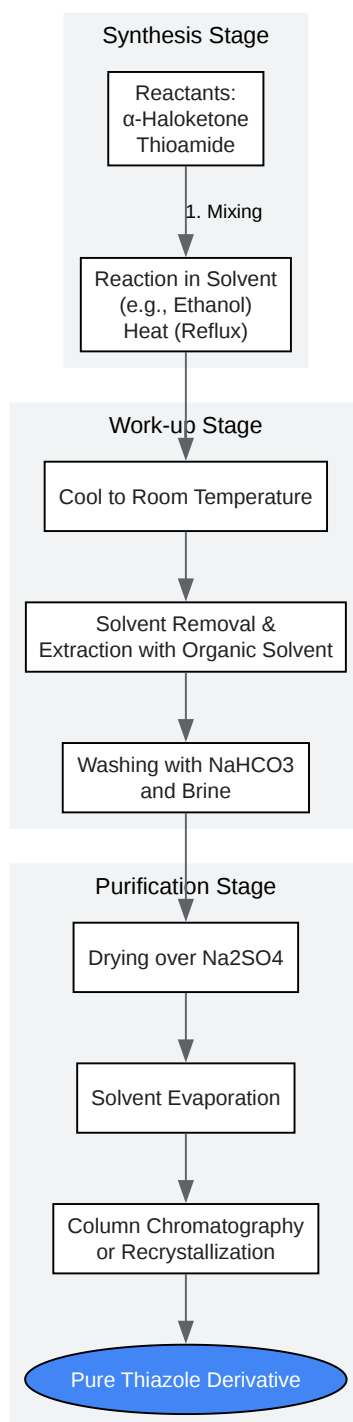 Synthesis Stage
Reactants:
α-Haloketone
Thioamide
1. Mixing
Reaction in Solvent
(e.g., Ethanol)
Heat (Reflux)
Work-up Stage
Cool to Room Temperature
Solvent Removal &
Extraction with Organic Solvent
Washing with NaHCO3
and Brine
Purification Stage
Drying over Na2SO4
Solvent Evaporation
Column Chromatography
or Recrystallization
Pure Thiazole Derivative